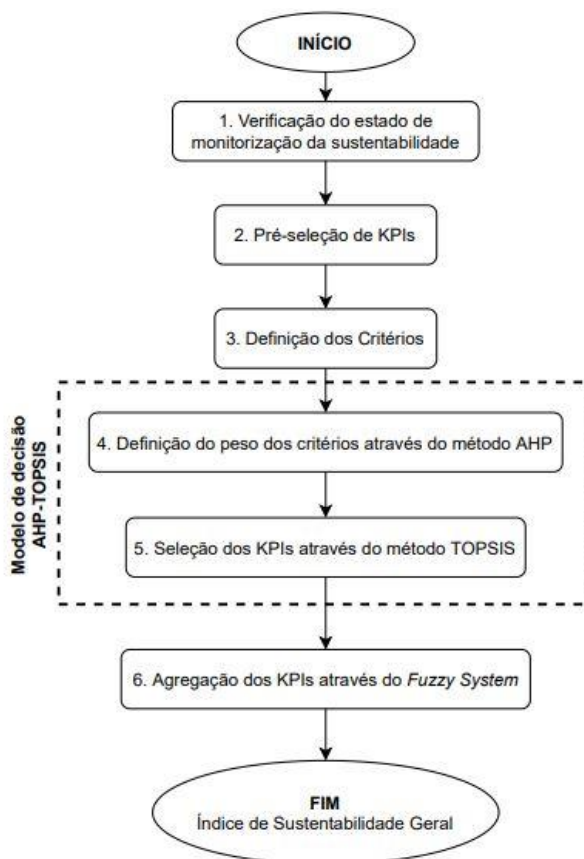 INÍCIO
1. Verificação do estado de
monitorização da sustentabilidade
2. Pré-seleção de KPIs
3. Definição dos Critérios
Modelo de decisão
AHP-TOPSIS
4. Definição do peso dos critérios através do método AHP
5. Seleção dos KPIs através do método TOPSIS
6. Agregação dos KPIs através do Fuzzy System
FIM
Índice de Sustentabilidade Geral